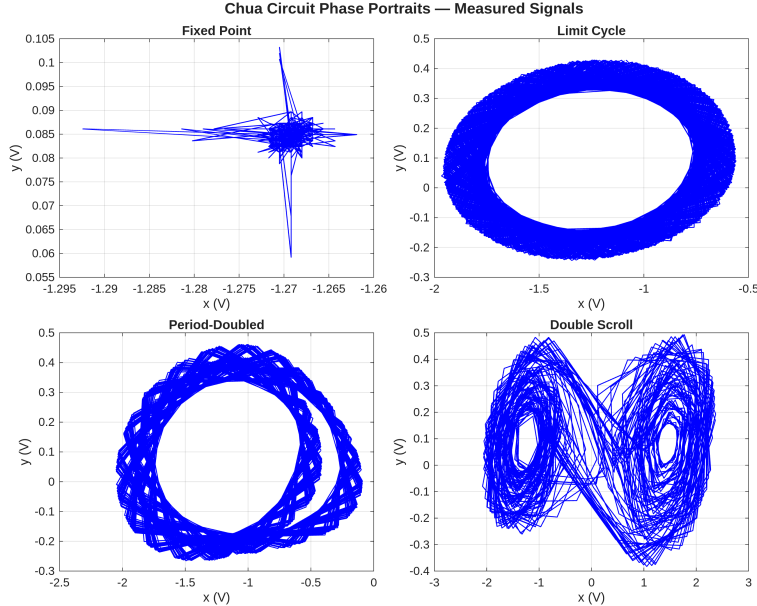 Chua Circuit Phase Portraits — Measured Signals
Fixed Point
0.105
0.1
0.095
0.09
0.085
0.08
0.075
0.07
0.065
0.06
0.055
y (V)
-1.295 -1.29 -1.285 -1.28 -1.275 -1.27 -1.265 -1.26
x (V)
Limit Cycle
0.5
0.4
0.3
0.2
0.1
0
-0.1
-0.2
-0.3
y (V)
-2 -1.5 -1 -0.5
x (V)
Period-Doubled
0.5
0.4
0.3
0.2
0.1
0
-0.1
-0.2
-0.3
y (V)
-2.5 -2 -1.5 -1 -0.5 0
x (V)
Double Scroll
0.5
0.4
0.3
0.2
0.1
0
-0.1
-0.2
-0.3
-0.4
y (V)
-3 -2 -1 0 1 2 3
x (V)